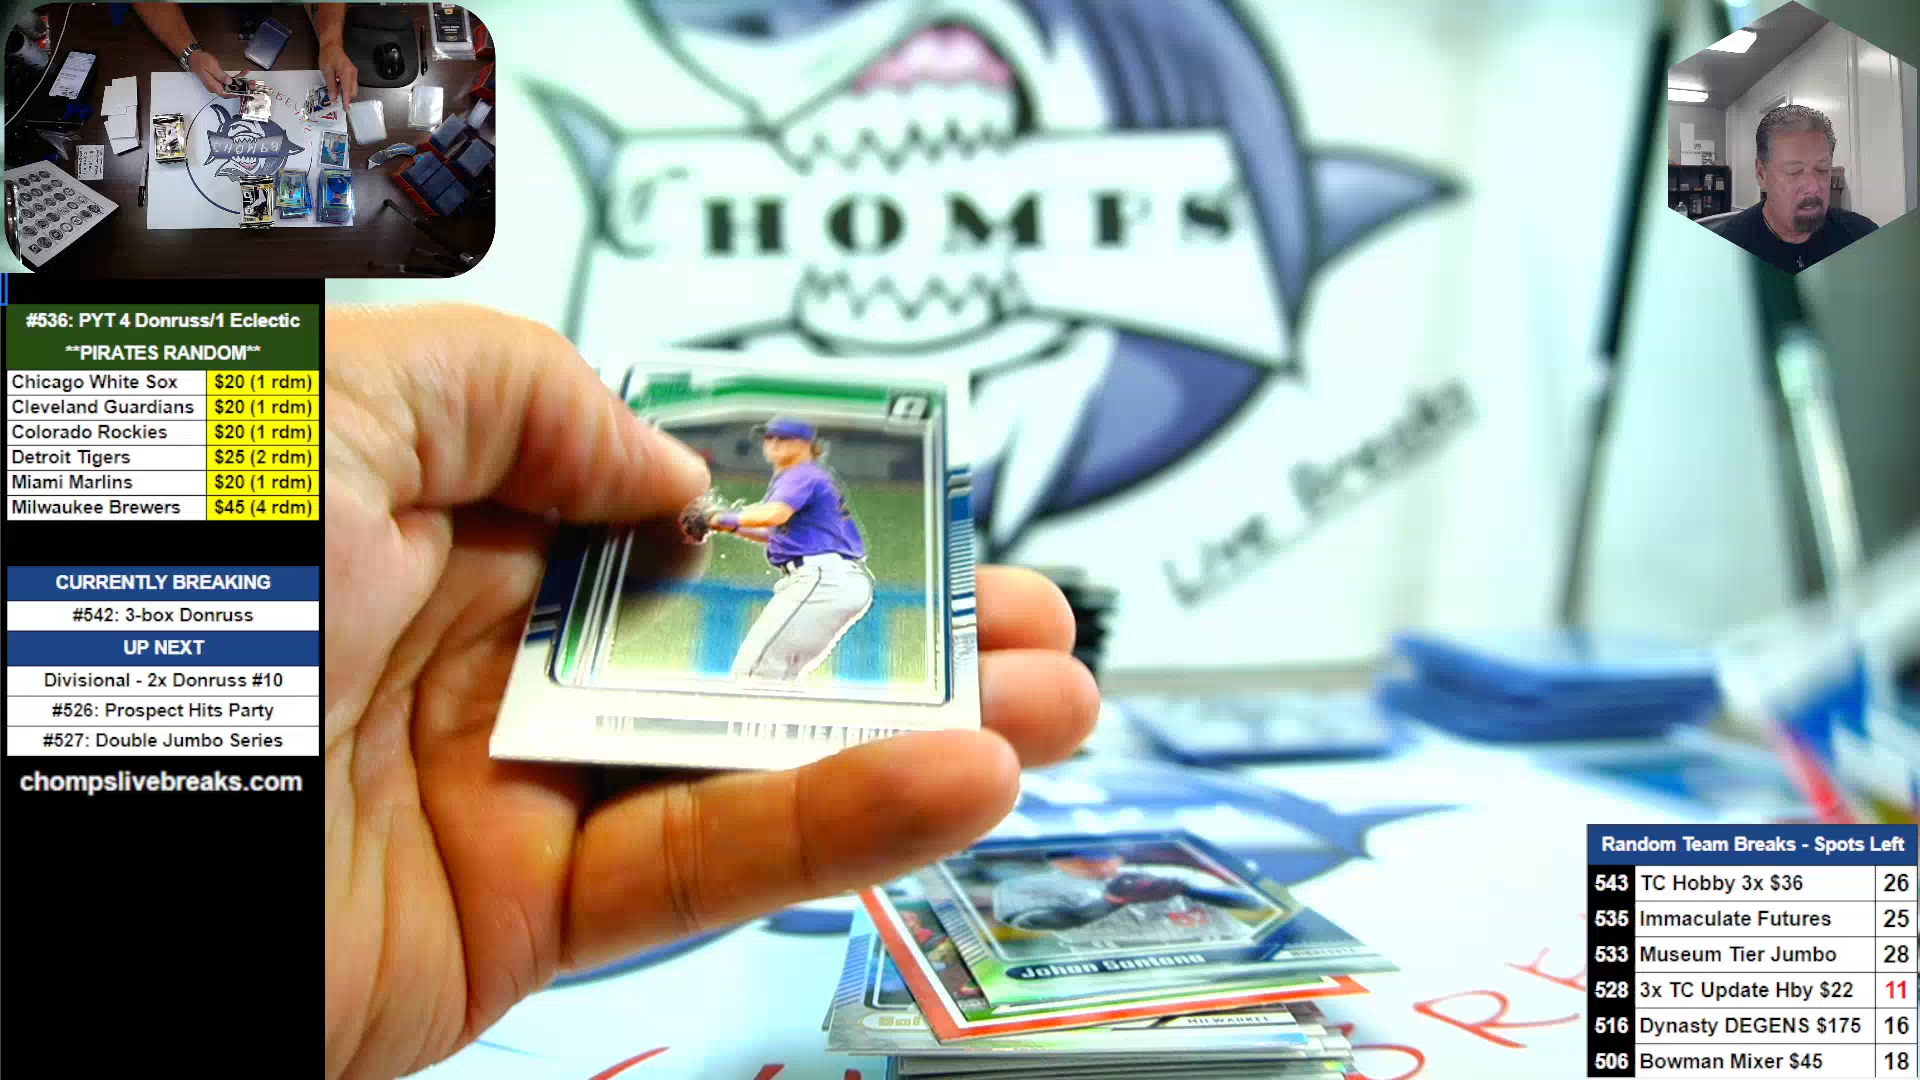 CHOMPS
Live Breaks
#536: PYT 4 Donruss/1 Eclectic
**PIRATES RANDOM**
Chicago White Sox $20 (1 rdm)
Cleveland Guardians $20 (1 rdm)
Colorado Rockies $20 (1 rdm)
Detroit Tigers $25 (2 rdm)
Miami Marlins $20 (1 rdm)
Milwaukee Brewers $45 (4 rdm)
CURRENTLY BREAKING
#542: 3-box Donruss
UP NEXT
Divisional - 2x Donruss #10
#526: Prospect Hits Party
#527: Double Jumbo Series
chompslivebreaks.com
Johan Santana
MILWAUKEE
Random Team Breaks - Spots Left
543 TC Hobby 3x $36 26
535 Immaculate Futures 25
533 Museum Tier Jumbo 28
528 3x TC Update Hby $22 11
516 Dynasty DEGENS $175 16
506 Bowman Mixer $45 18